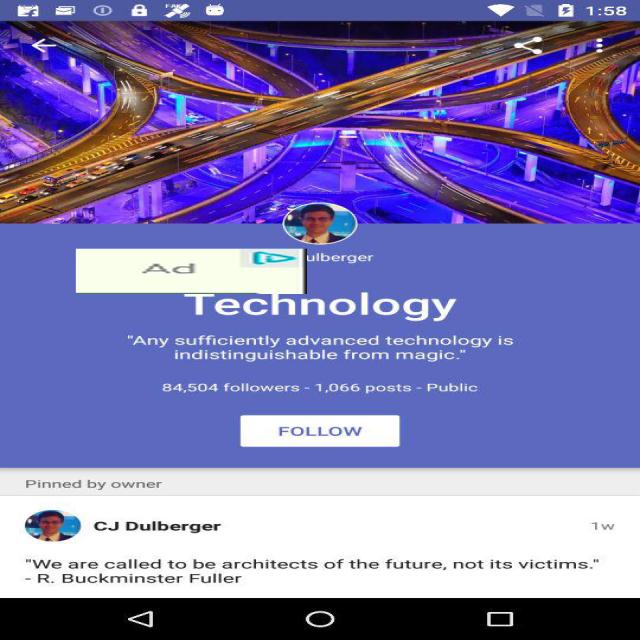 1:58
ulberger
Ad
Technology
"Any sufficiently advanced technology is
indistinguishable from magic."
84,504 followers - 1,066 posts - Public
FOLLOW
Pinned by owner
CJ Dulberger
1w
"We are called to be architects of the future, not its victims."
- R. Buckminster Fuller